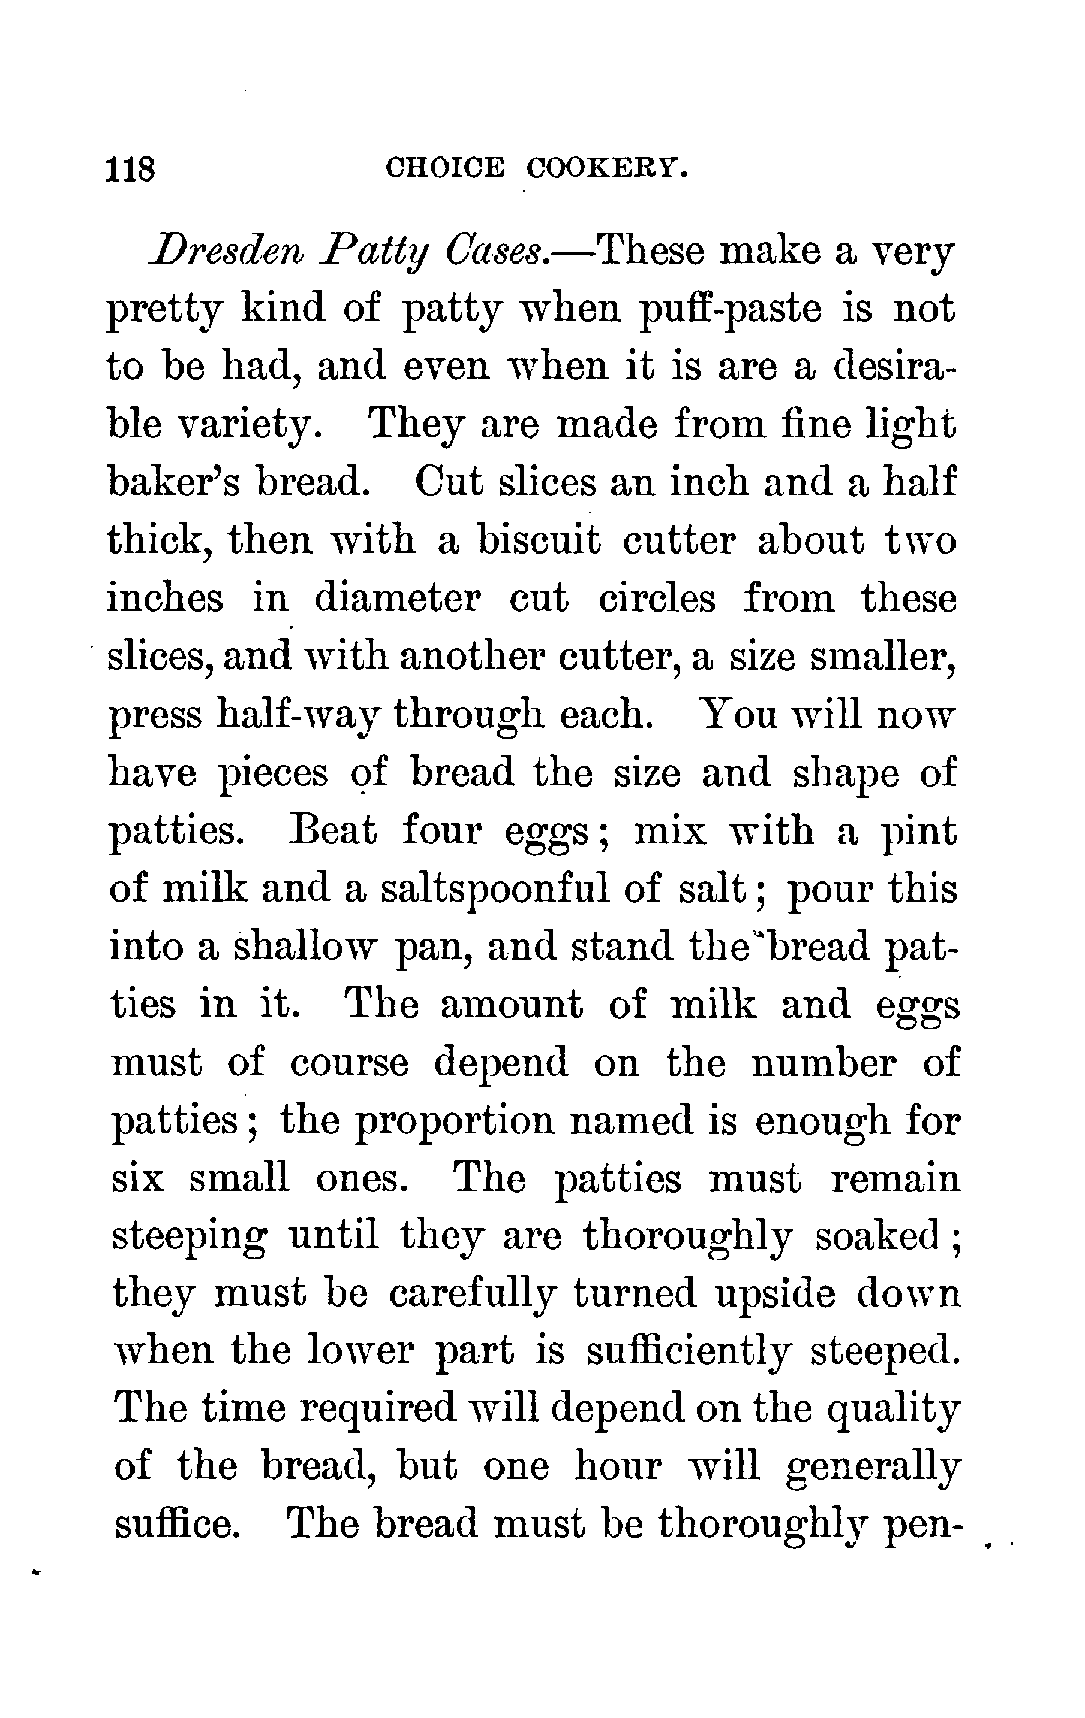 118 CHOICE COOKERY.
Dresden Patty Cases.—These make a very
pretty kind of patty when puff-paste is not
to be had, and even when it is are a desira-
ble variety. They are made from fine light
baker's bread. Cut slices an inch and a half
thick, then with a biscuit cutter about two
inches in diameter cut circles from these
slices, and with another cutter, a size smaller,
press half-way through each. You will now
have pieces of bread the size and shape of
patties. Beat four eggs; mix with a pint
of milk and a saltspoonful of salt; pour this
into a shallow pan, and stand the bread pat-
ties in it. The amount of milk and eggs
must of course depend on the number of
patties; the proportion named is enough for
six small ones. The patties must remain
steeping until they are thoroughly soaked;
they must be carefully turned upside down
when the lower part is sufficiently steeped.
The time required will depend on the quality
of the bread, but one hour will generally
suffice. The bread must be thoroughly pen-